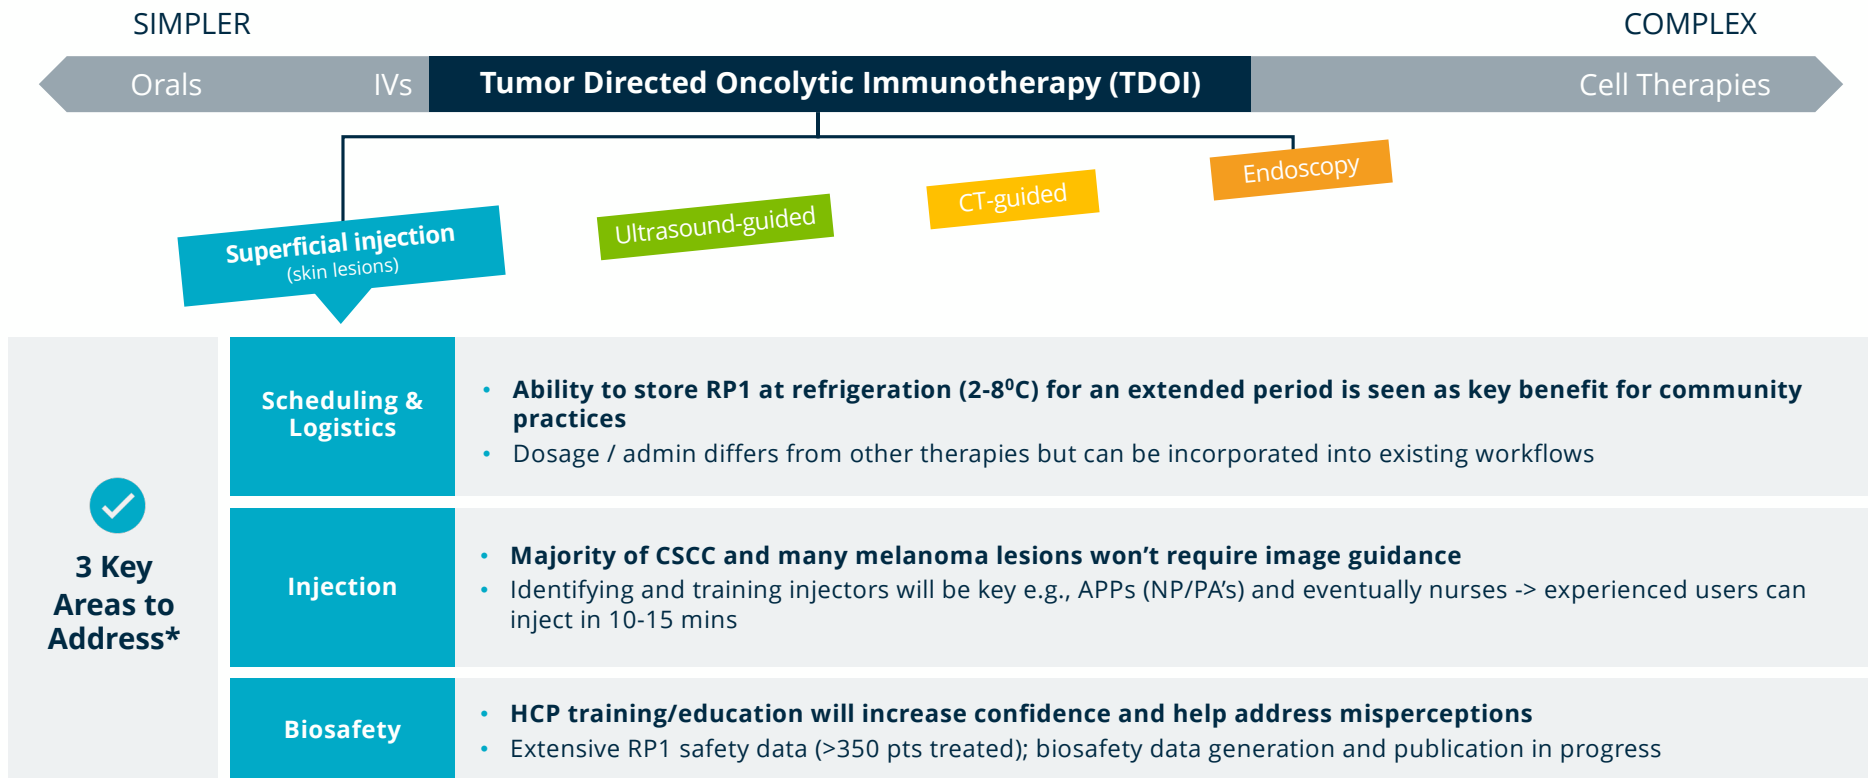 SIMPLER
COMPLEX
Orals
IVs
Tumor Directed Oncolytic Immunotherapy (TDOI)
Cell Therapies
Superficial injection
(skin lesions)
Ultrasound-guided
CT-guided
Endoscopy
3 Key
Areas to
Address*
Scheduling &
Logistics
• Ability to store RP1 at refrigeration (2-8⁰C) for an extended period is seen as key benefit for community
practices
• Dosage / admin differs from other therapies but can be incorporated into existing workflows
Injection
• Majority of CSCC and many melanoma lesions won’t require image guidance
• Identifying and training injectors will be key e.g., APPs (NP/PA’s) and eventually nurses -> experienced users can
inject in 10-15 mins
Biosafety
• HCP training/education will increase confidence and help address misperceptions
• Extensive RP1 safety data (>350 pts treated); biosafety data generation and publication in progress